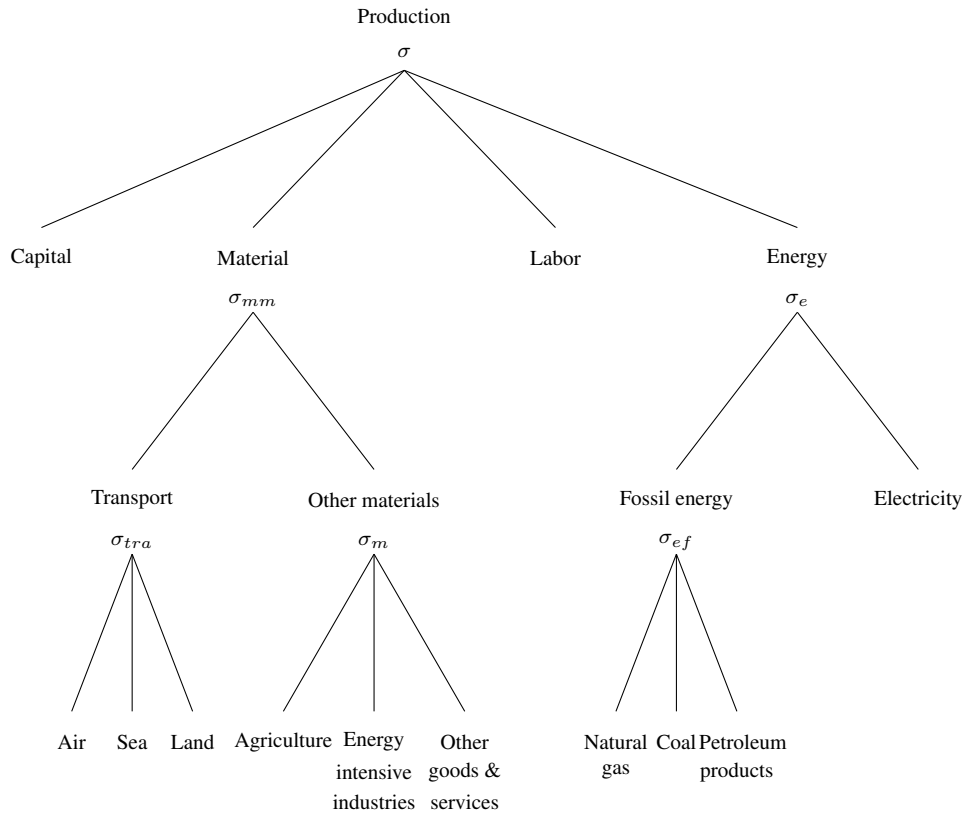 Production
σ
Capital
Material
Labor
Energy
σ_mm
σ_e
Transport
Other materials
Fossil energy
Electricity
σ_tra
σ_m
σ_ef
Air
Sea
Land
Agriculture
Energy
intensive
industries
Other
goods &
services
Natural
gas
Coal
Petroleum
products